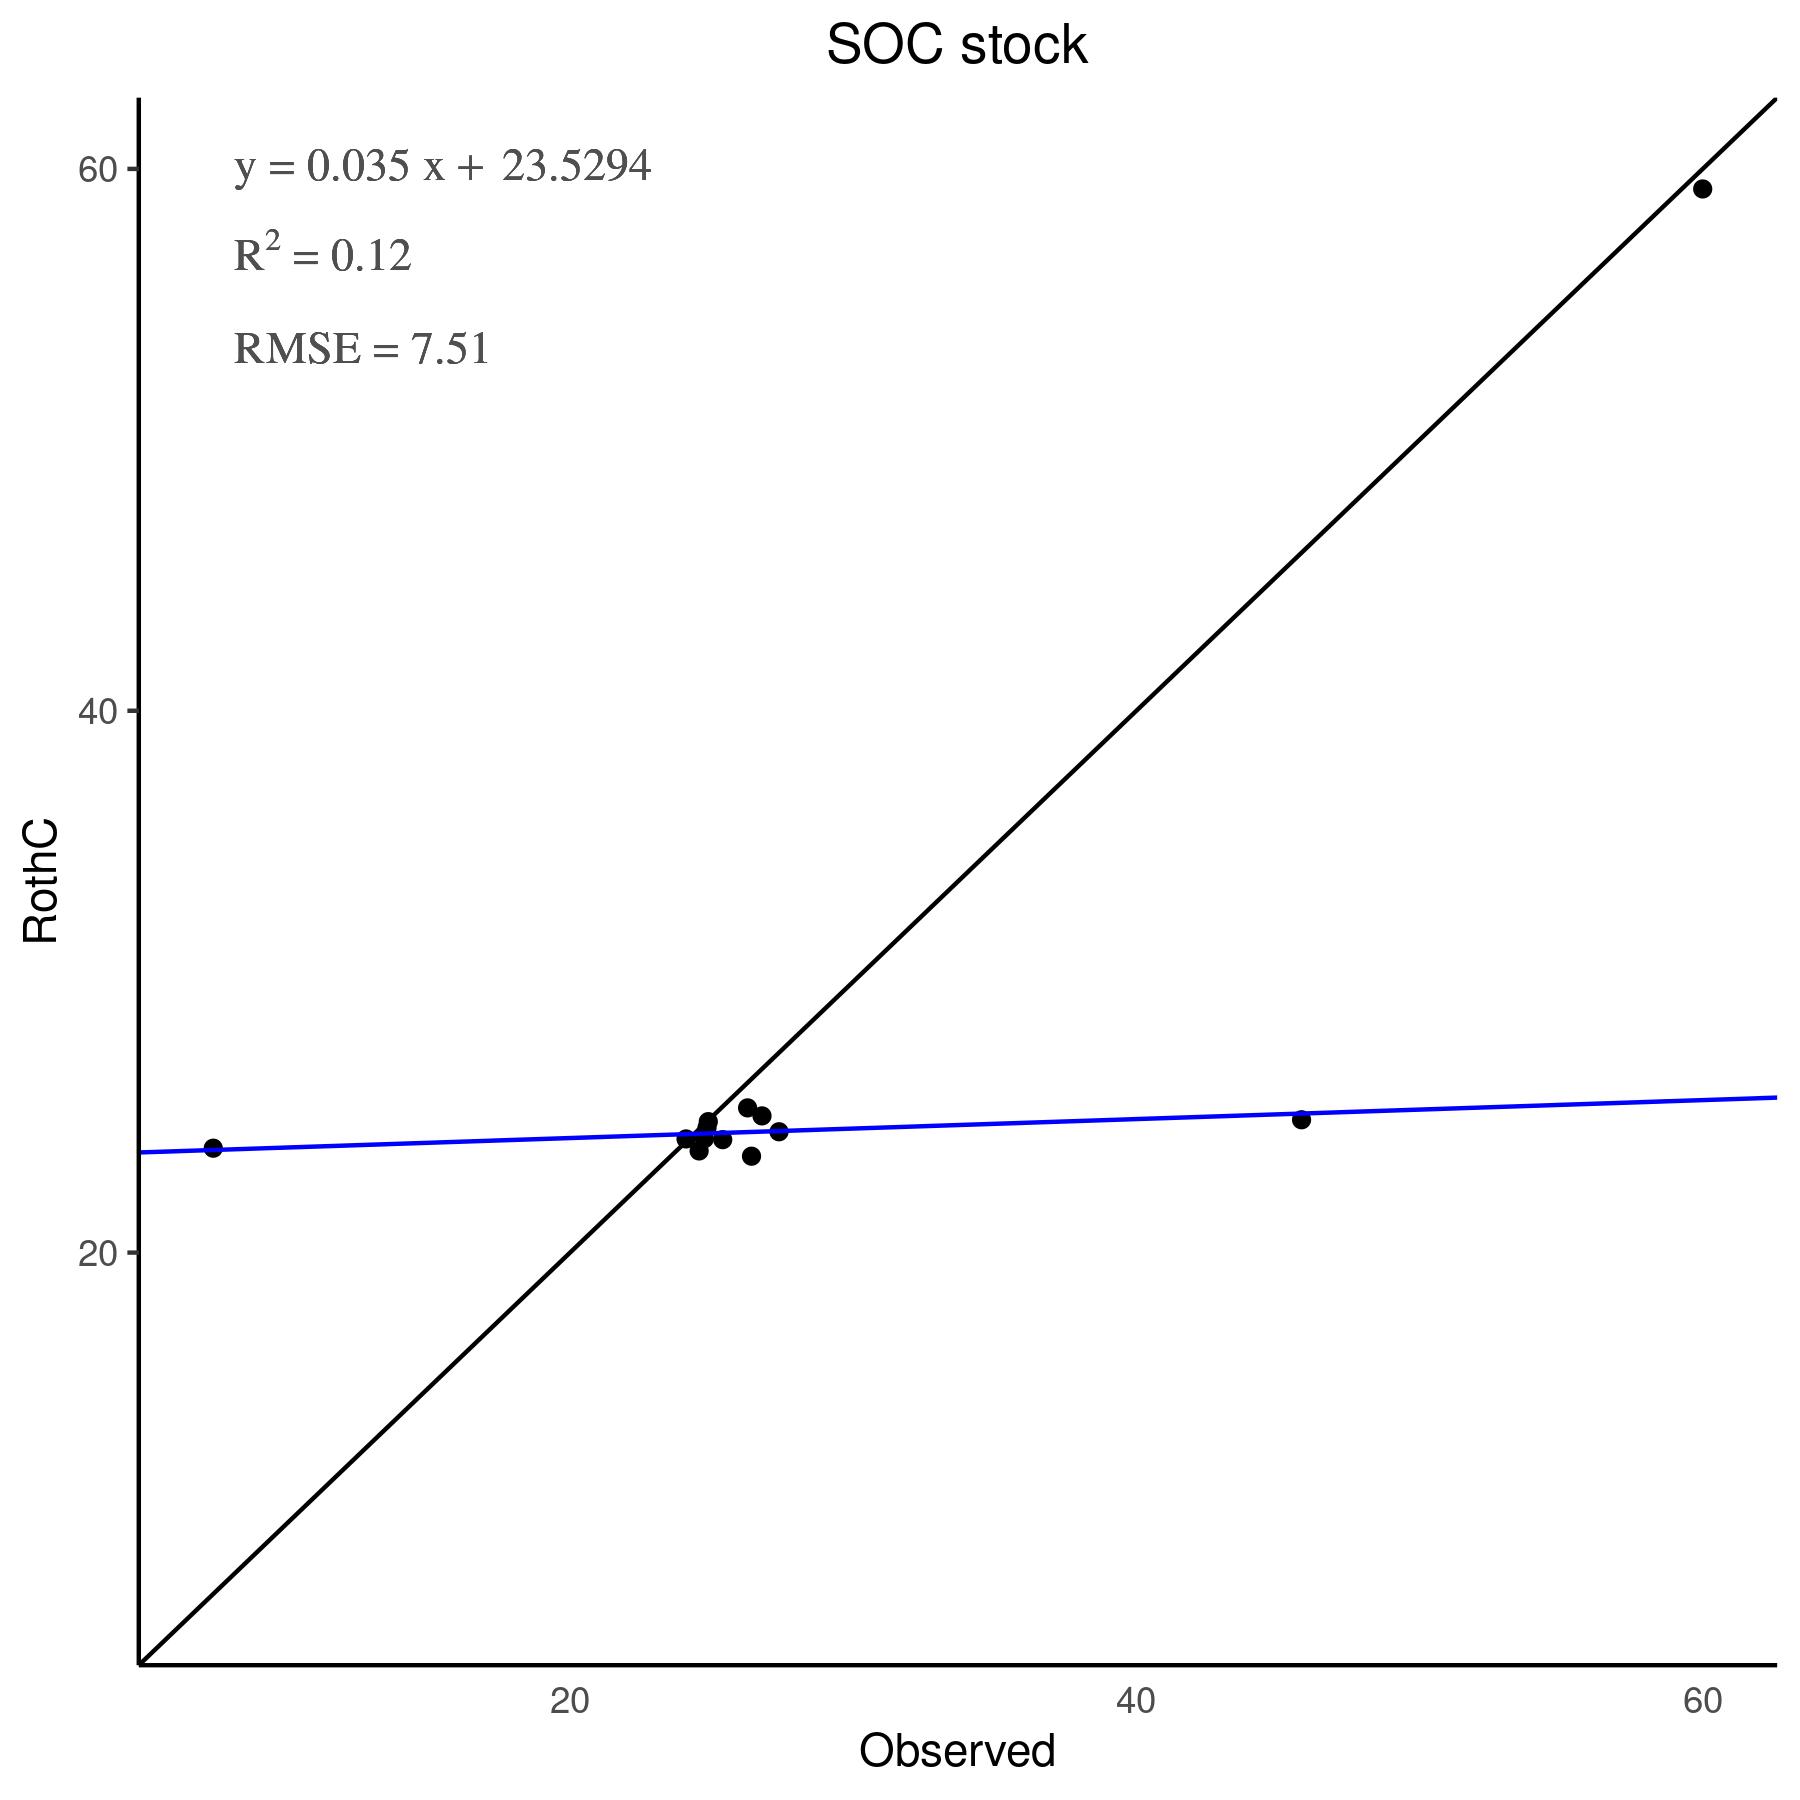 SOC stock
y = 0.035 x + 23.5294
R² = 0.12
RMSE = 7.51
60
40
20
RothC
20 40 60
Observed